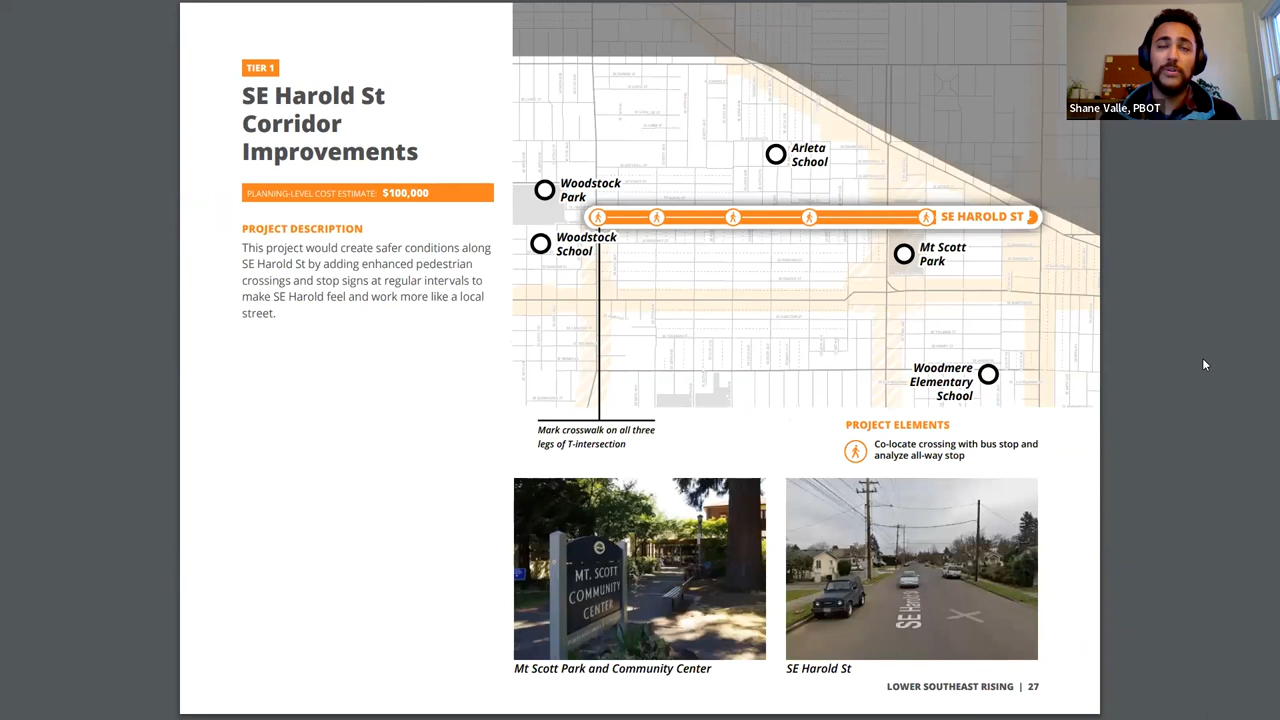 TIER 1
SE Harold St
Corridor
Improvements
PLANNING-LEVEL COST ESTIMATE: $100,000
PROJECT DESCRIPTION
This project would create safer conditions along
SE Harold St by adding enhanced pedestrian
crossings and stop signs at regular intervals to
make SE Harold feel and work more like a local
street.
Shane Valle, PBOT
Arleta
School
Woodstock
Park
SE HAROLD ST
Woodstock
School
Mt Scott
Park
Woodmere
Elementary
School
Mark crosswalk on all three
legs of T-intersection
PROJECT ELEMENTS
Co-locate crossing with bus stop and
analyze all-way stop
MT. SCOTT
COMMUNITY
CENTER
SE Harold
Mt Scott Park and Community Center
SE Harold St
LOWER SOUTHEAST RISING | 27